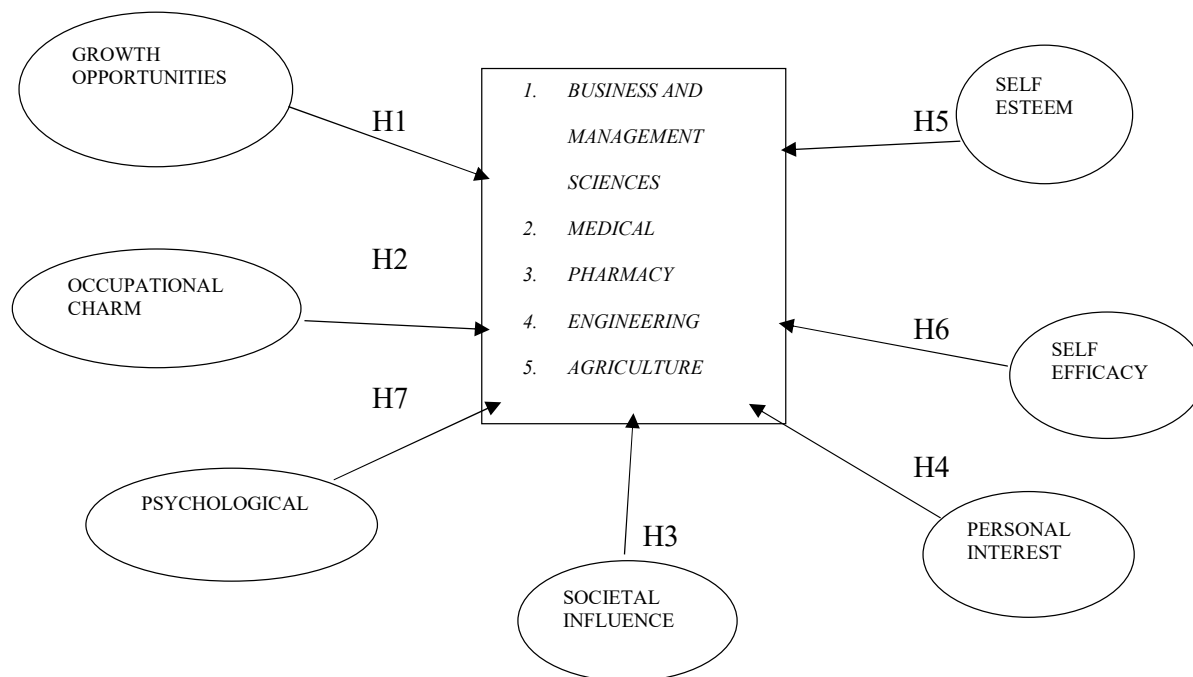 GROWTH
OPPORTUNITIES
H1
1. BUSINESS AND
MANAGEMENT
SCIENCES
2. MEDICAL
3. PHARMACY
4. ENGINEERING
5. AGRICULTURE
H5
SELF
ESTEEM
H2
OCCUPATIONAL
CHARM
H6
SELF
EFFICACY
H7
PSYCHOLOGICAL
H4
PERSONAL
INTEREST
H3
SOCIETAL
INFLUENCE